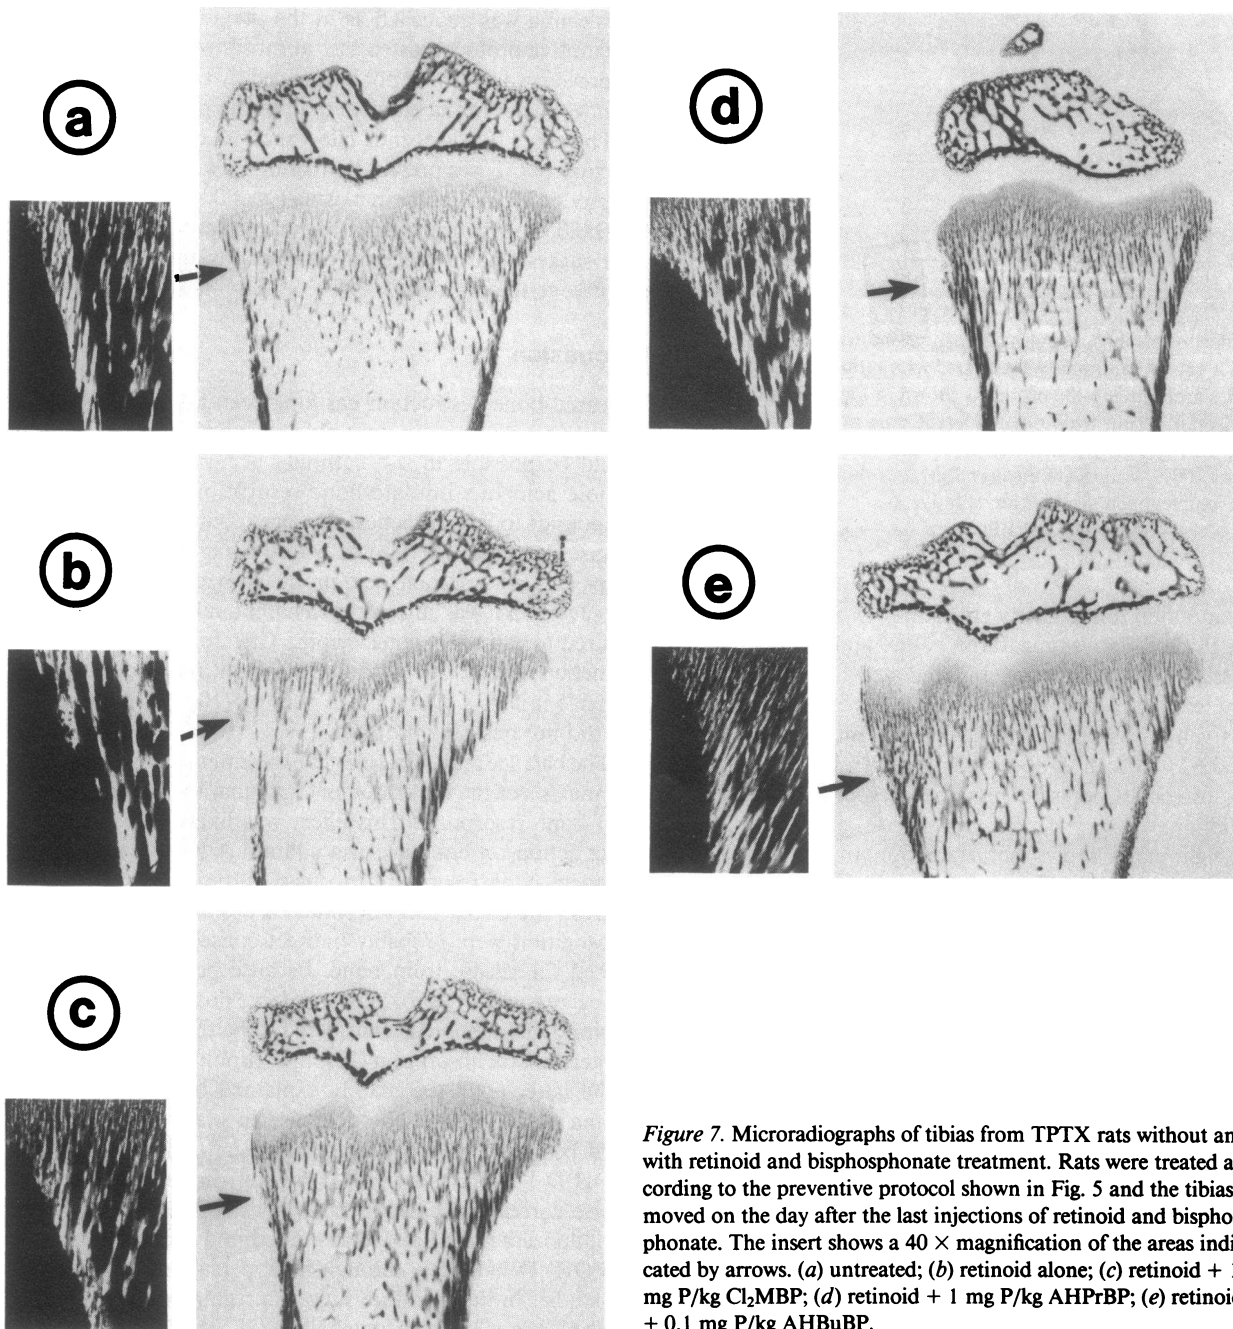 a
d
b
e
c
Figure 7. Microradiographs of tibias from TPTX rats without an
with retinoid and bisphosphonate treatment. Rats were treated a
cording to the preventive protocol shown in Fig. 5 and the tibias
moved on the day after the last injections of retinoid and bispho
phonate. The insert shows a 40 × magnification of the areas indi
cated by arrows. (a) untreated; (b) retinoid alone; (c) retinoid +
mg P/kg Cl₂MBP; (d) retinoid + 1 mg P/kg AHPrBP; (e) retinoid
+ 0.1 mg P/kg AHBuBP.